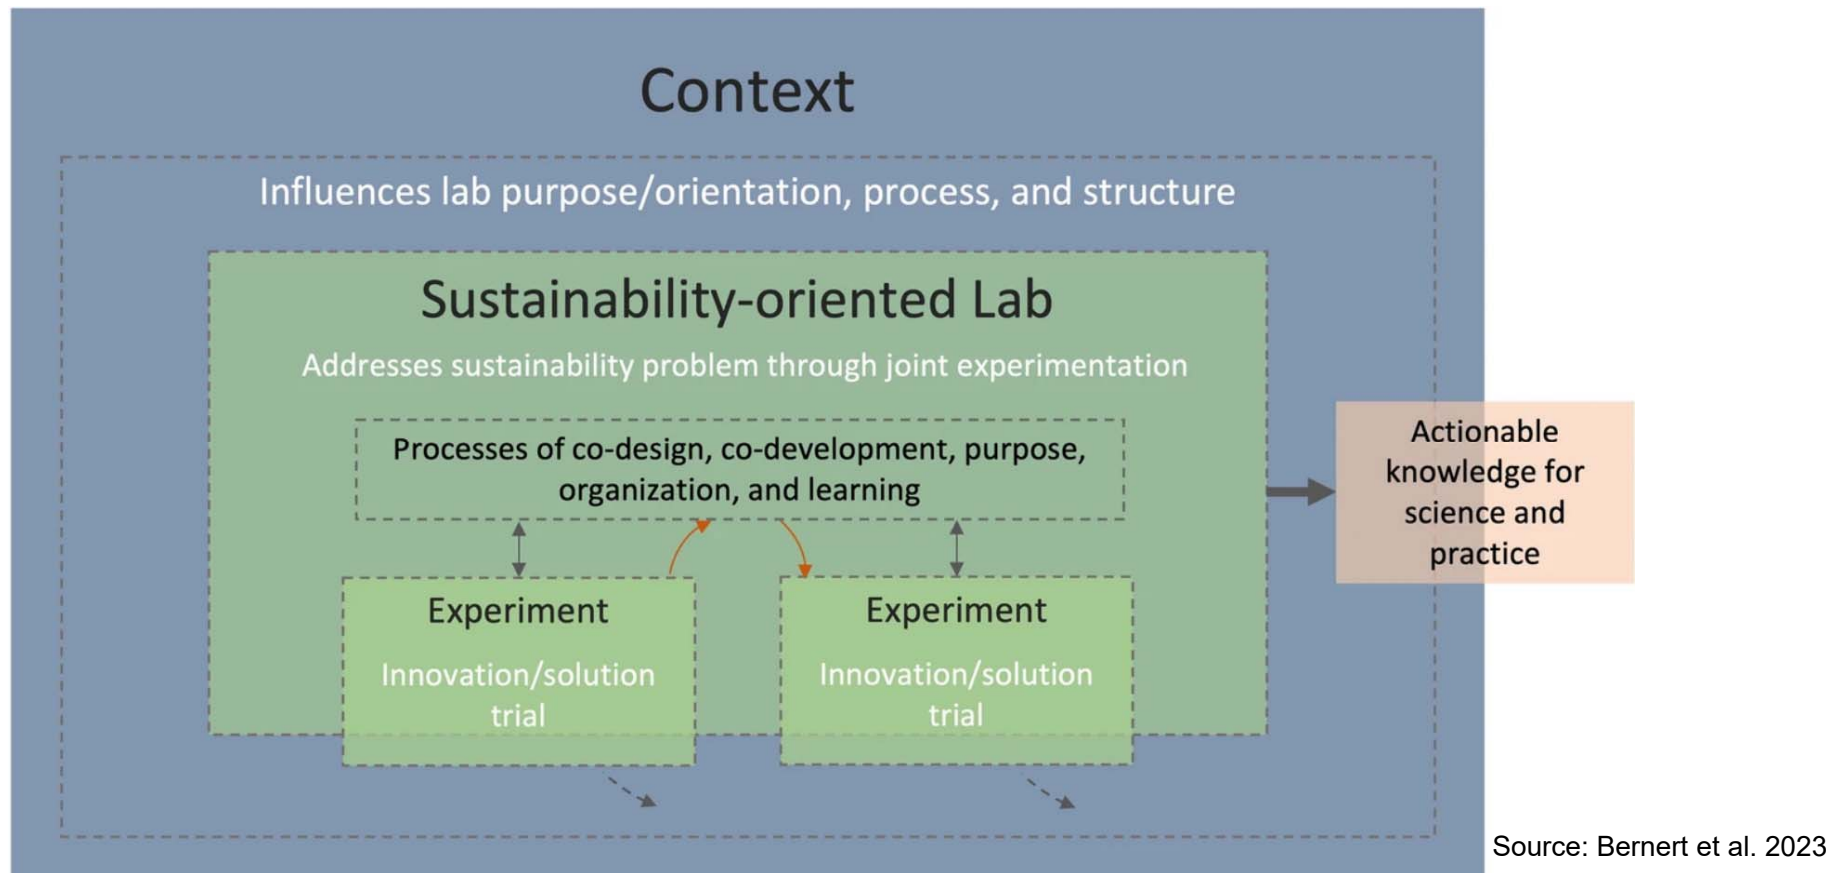 Context
Influences lab purpose/orientation, process, and structure
Sustainability-oriented Lab
Addresses sustainability problem through joint experimentation
Processes of co-design, co-development, purpose,
organization, and learning
Experiment
Innovation/solution
trial
Experiment
Innovation/solution
trial
Actionable
knowledge for
science and
practice
Source: Bernert et al. 2023